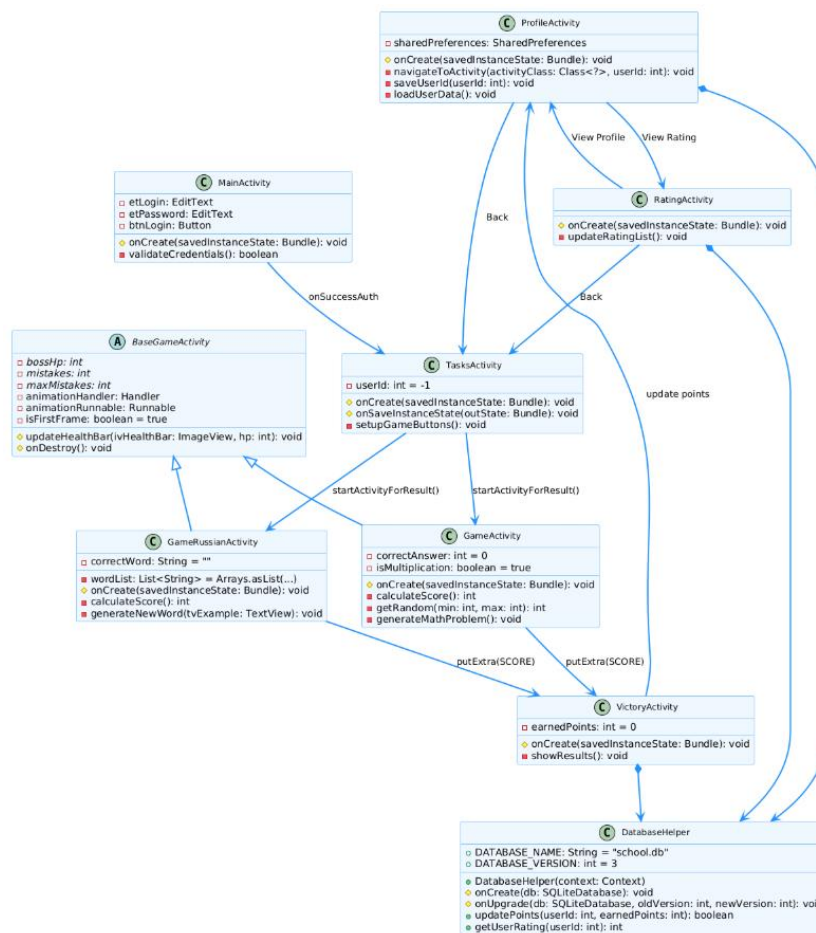 C ProfileActivity
sharedPreferences: SharedPreferences
onCreate(savedInstanceState: Bundle): void
navigateToActivity(activityClass: Class<?>, userId: int): void
saveUserId(userId: int): void
loadUserData(): void
View Profile
View Rating
C MainActivity
etLogin: EditText
etPassword: EditText
btnLogin: Button
onCreate(savedInstanceState: Bundle): void
validateCredentials(): boolean
C RatingActivity
onCreate(savedInstanceState: Bundle): void
updateRatingList(): void
Back
onSuccessAuth
Back
A BaseGameActivity
bossHp: int
mistakes: int
maxMistakes: int
animationHandler: Handler
animationRunnable: Runnable
isFirstFrame: boolean = true
updateHealthBar(ivHealthBar: ImageView, hp: int): void
onDestroy(): void
C TasksActivity
userId: int = -1
onCreate(savedInstanceState: Bundle): void
onSaveInstanceState(outState: Bundle): void
setupGameButtons(): void
update points
startActivityForResult()
startActivityForResult()
C GameRussianActivity
correctWord: String = ""
wordList: List<String> = Arrays.asList(...)
onCreate(savedInstanceState: Bundle): void
calculateScore(): int
generateNewWord(tvExample: TextView): void
C GameActivity
correctAnswer: int = 0
isMultiplication: boolean = true
onCreate(savedInstanceState: Bundle): void
calculateScore(): int
getRandom(min: int, max: int): int
generateMathProblem(): void
putExtra(SCORE)
putExtra(SCORE)
C VictoryActivity
earnedPoints: int = 0
onCreate(savedInstanceState: Bundle): void
showResults(): void
C DatabaseHelper
DATABASE_NAME: String = "school.db"
DATABASE_VERSION: int = 3
DatabaseHelper(context: Context)
onCreate(db: SQLiteDatabase): void
onUpgrade(db: SQLiteDatabase, oldVersion: int, newVersion: int): voi
updatePoints(userId: int, earnedPoints: int): boolean
getUserRating(userId: int): int